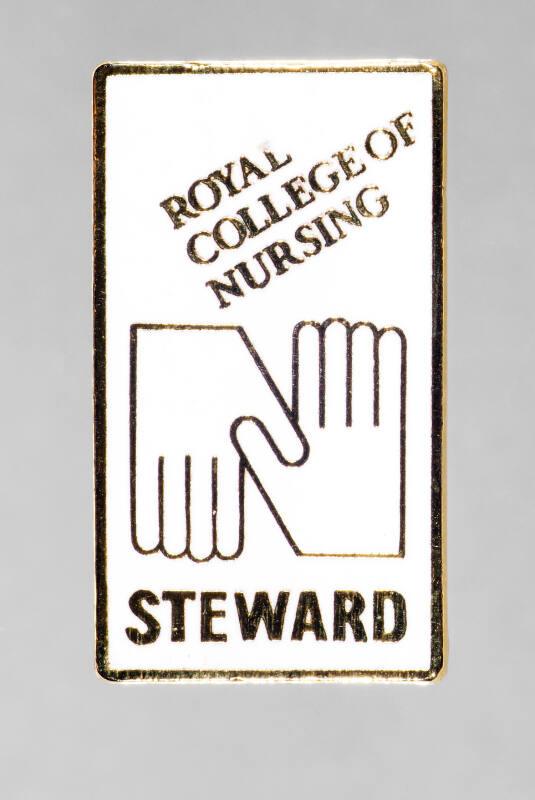 ROYAL
COLLEGE OF
NURSING
STEWARD